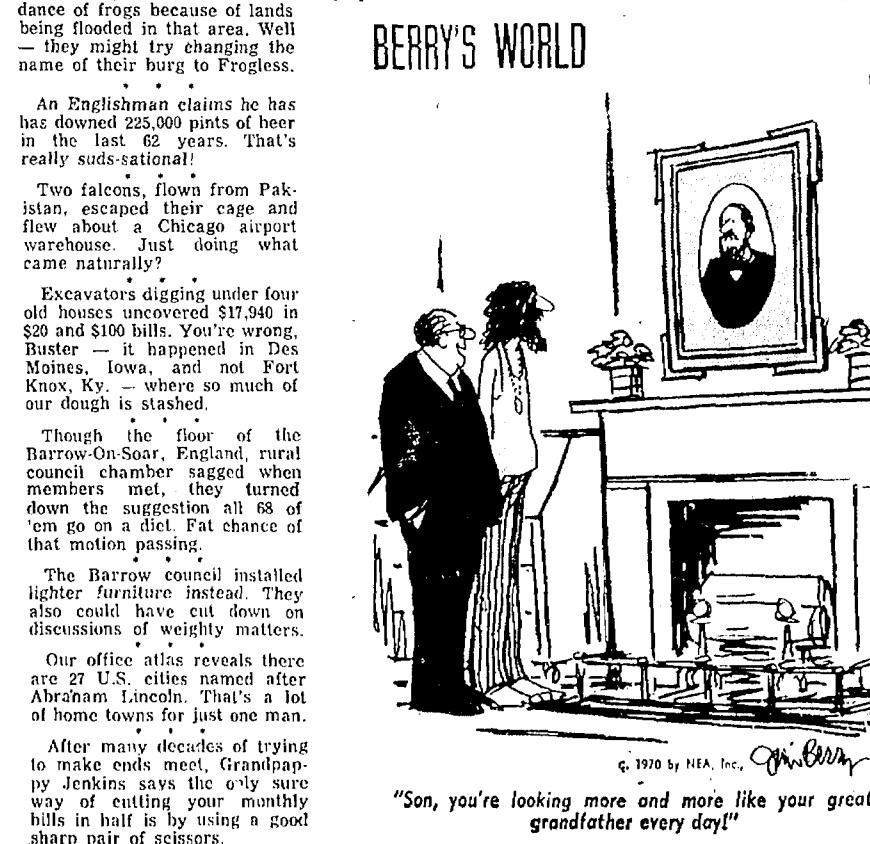 dance of frogs because of lands
being flooded in that area. Well
— they might try changing the
name of their burg to Frogless.
* * *
An Englishman claims he has
has downed 225,000 pints of beer
in the last 62 years. That's
really suds-sational!
* * *
Two falcons, flown from Pak-
istan, escaped their cage and
flew about a Chicago airport
warehouse. Just doing what
came naturally?
* * *
Excavators digging under four
old houses uncovered $17,940 in
$20 and $100 bills. You're wrong,
Buster — it happened in Des
Moines, Iowa, and not Fort
Knox, Ky. — where so much of
our dough is stashed.
* * *
Though the floor of the
Barrow-On-Soar, England, rural
council chamber sagged when
members met, they turned
down the suggestion all 68 of
'em go on a diet. Fat chance of
that motion passing.
* * *
The Barrow council installed
lighter furniture instead. They
also could have cut down on
discussions of weighty matters.
* * *
Our office atlas reveals there
are 27 U.S. cities named after
Abraham Lincoln. That's a lot
of home towns for just one man.
* * *
After many decades of trying
to make ends meet, Grandpap-
py Jenkins says the only sure
way of cutting your monthly
bills in half is by using a good
sharp pair of scissors.
BERRY'S WORLD
© 1970 by NEA, Inc., Jim Berry
"Son, you're looking more and more like your great
grandfather every day!"